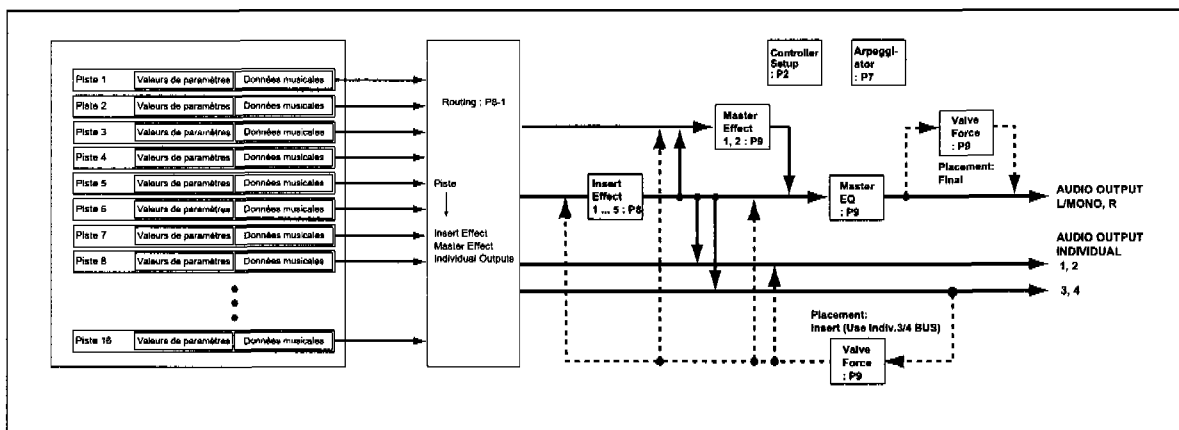 Piste 1 Valeurs de paramètres Données musicales
Piste 2 Valeurs de paramètres Données musicales
Piste 3 Valeurs de paramètres Données musicales
Piste 4 Valeurs de paramètres Données musicales
Piste 5 Valeurs de paramètres Données musicales
Piste 6 Valeurs de paramètres Données musicales
Piste 7 Valeurs de paramètres Données musicales
Piste 8 Valeurs de paramètres Données musicales
Piste 16 Valeurs de paramètres Données musicales
Routing : P8-1
Piste
Insert Effect
Master Effect
Individual Outputs
Controller
Setup
: P2
Arpeggi-
ator
: P7
Master
Effect
1, 2 : P9
Insert
Effect
1 ... 5 : P8
Master
EQ
: P9
Valve
Force
: P9
Placement:
Final
AUDIO OUTPUT
L/MONO, R
AUDIO OUTPUT
INDIVIDUAL
1, 2
3, 4
Placement:
Insert (Use Indiv.3/4 BUS)
Valve
Force
: P9